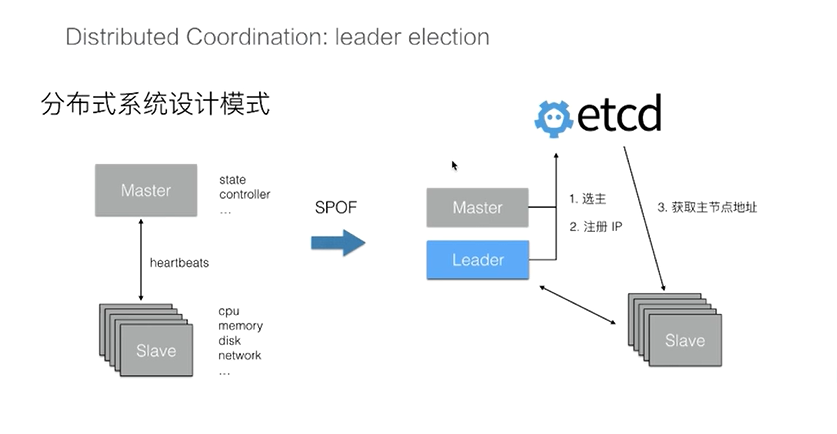 Distributed Coordination: leader election
分布式系统设计模式
etcd
Master
state
controller
...
heartbeats
Slave
cpu
memory
disk
network
...
SPOF
Master
Leader
1. 选主
2. 注册 IP
3. 获取主节点地址
Slave